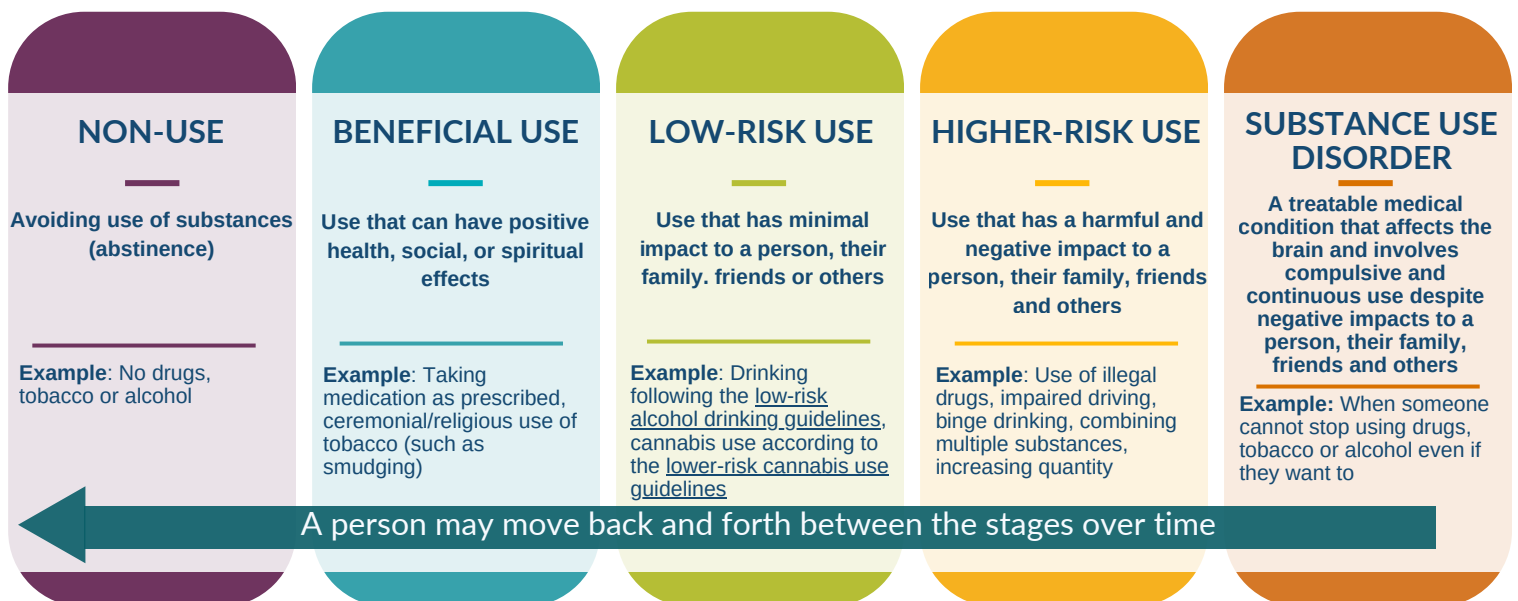 NON-USE
Avoiding use of substances
(abstinence)
Example: No drugs,
tobacco or alcohol
BENEFICIAL USE
Use that can have positive
health, social, or spiritual
effects
Example: Taking
medication as prescribed,
ceremonial/religious use of
tobacco (such as
smudging)
LOW-RISK USE
Use that has minimal
impact to a person, their
family. friends or others
Example: Drinking
following the low-risk
alcohol drinking guidelines,
cannabis use according to
the lower-risk cannabis use
guidelines
HIGHER-RISK USE
Use that has a harmful and
negative impact to a
person, their family, friends
and others
Example: Use of illegal
drugs, impaired driving,
binge drinking, combining
multiple substances,
increasing quantity
SUBSTANCE USE
DISORDER
A treatable medical
condition that affects the
brain and involves
compulsive and
continuous use despite
negative impacts to a
person, their family,
friends and others
Example: When someone
cannot stop using drugs,
tobacco or alcohol even if
they want to
A person may move back and forth between the stages over time